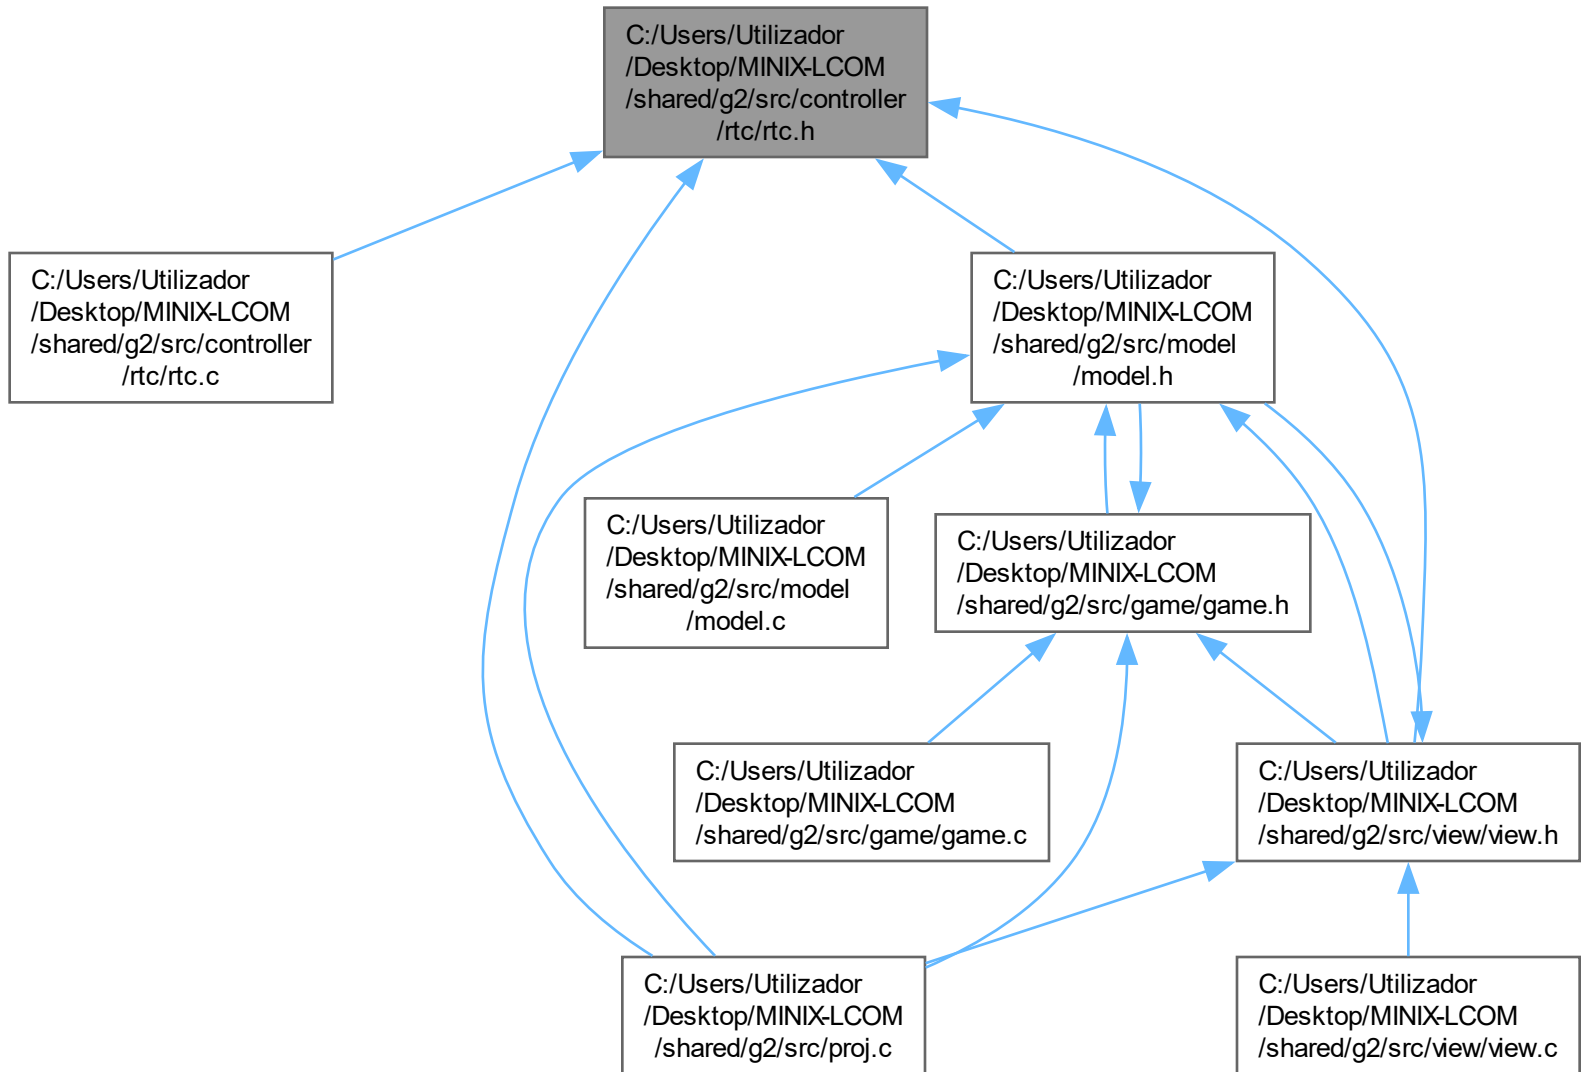 C:/Users/Utilizador
/Desktop/MINIX-LCOM
/shared/g2/src/controller
/rtc/rtc.h
C:/Users/Utilizador
/Desktop/MINIX-LCOM
/shared/g2/src/controller
/rtc/rtc.c
C:/Users/Utilizador
/Desktop/MINIX-LCOM
/shared/g2/src/model
/model.h
C:/Users/Utilizador
/Desktop/MINIX-LCOM
/shared/g2/src/model
/model.c
C:/Users/Utilizador
/Desktop/MINIX-LCOM
/shared/g2/src/game/game.h
C:/Users/Utilizador
/Desktop/MINIX-LCOM
/shared/g2/src/game/game.c
C:/Users/Utilizador
/Desktop/MINIX-LCOM
/shared/g2/src/view/view.h
C:/Users/Utilizador
/Desktop/MINIX-LCOM
/shared/g2/src/proj.c
C:/Users/Utilizador
/Desktop/MINIX-LCOM
/shared/g2/src/view/view.c